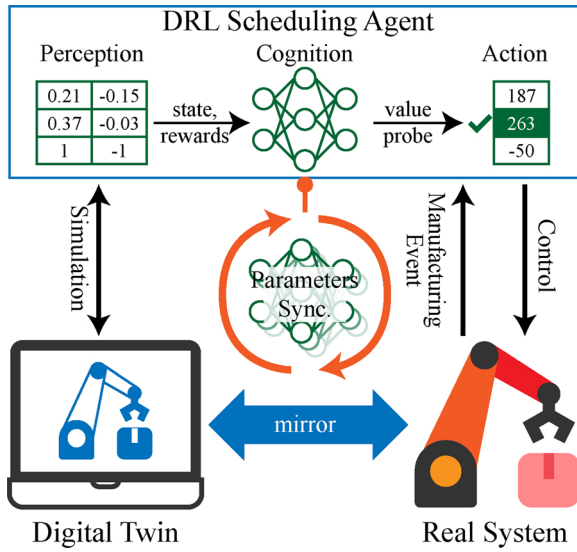 DRL Scheduling Agent
Perception
Cognition
Action
0.21 -0.15
0.37 -0.03
1 -1
state,
rewards
value
probe
187
263
-50
Simulation
Parameters
Sync.
Manufacturing
Event
Control
mirror
Digital Twin
Real System